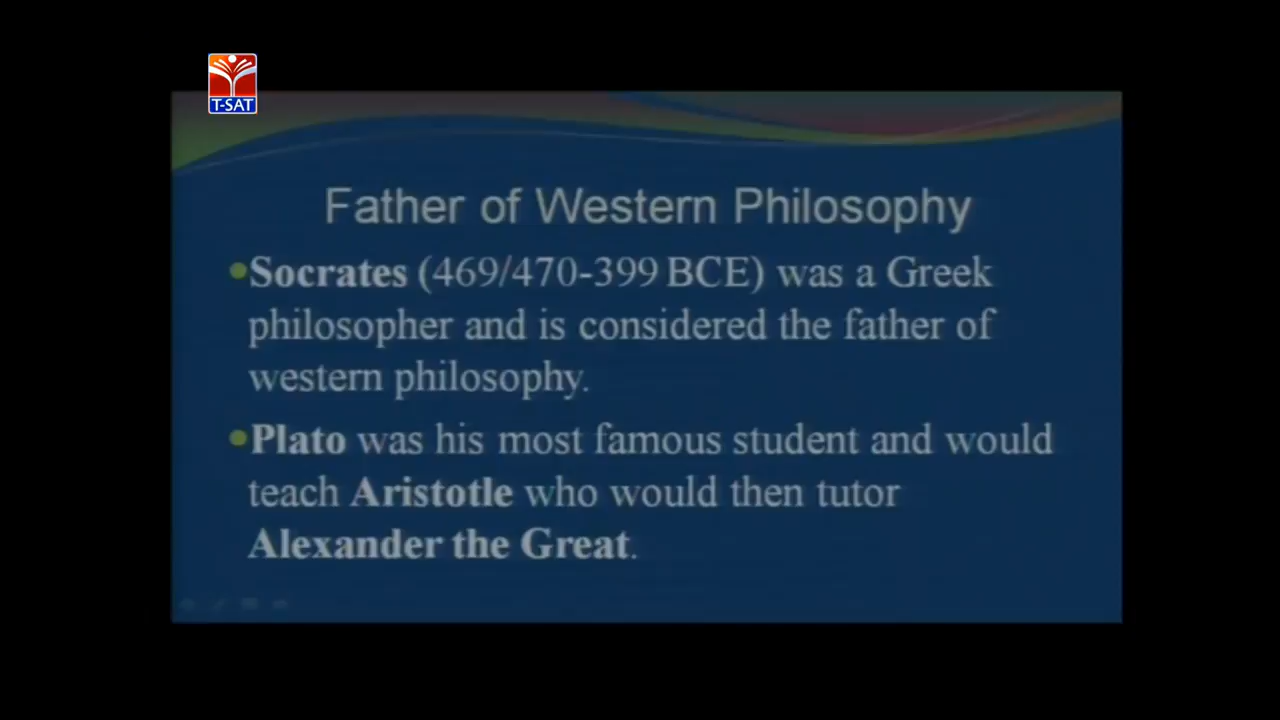 T-SAT
Father of Western Philosophy
•Socrates (469/470-399 BCE) was a Greek
philosopher and is considered the father of
western philosophy.
•Plato was his most famous student and would
teach Aristotle who would then tutor
Alexander the Great.